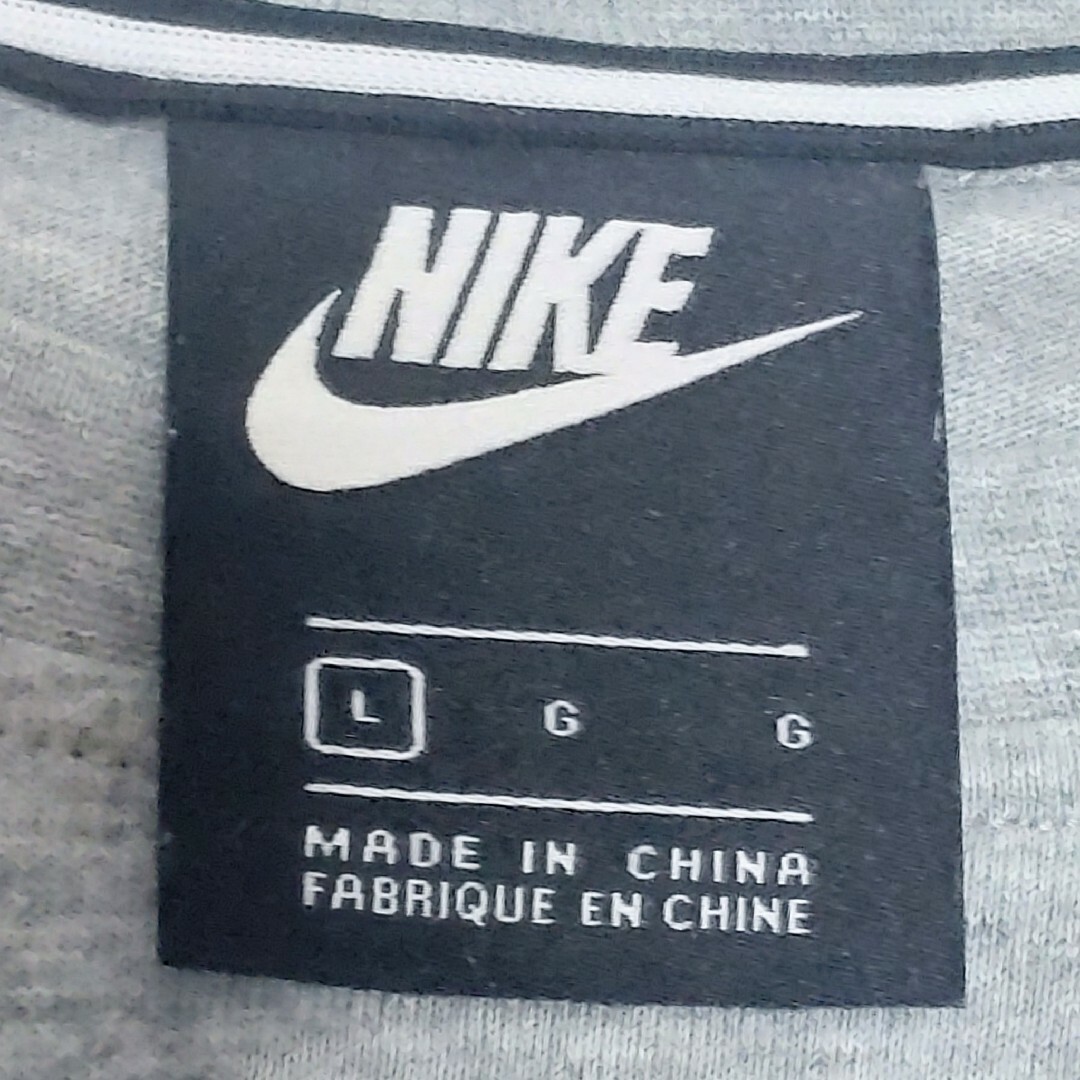 NIKE
L G G
MADE IN CHINA
FABRIQUE EN CHINE